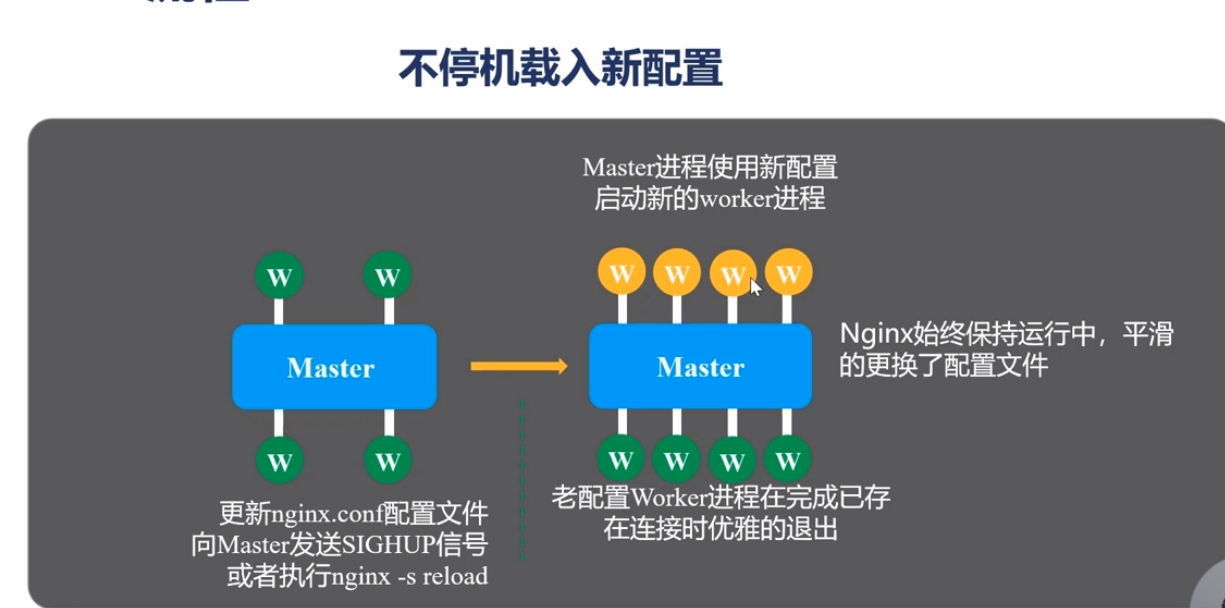 不停机载入新配置
Master进程使用新配置
启动新的worker进程
W W
W W W W
Master
Master
Nginx始终保持运行中，平滑
的更换了配置文件
W W
W W W W
更新nginx.conf配置文件
向Master发送SIGHUP信号
或者执行nginx -s reload
老配置Worker进程在完成已存
在连接时优雅的退出